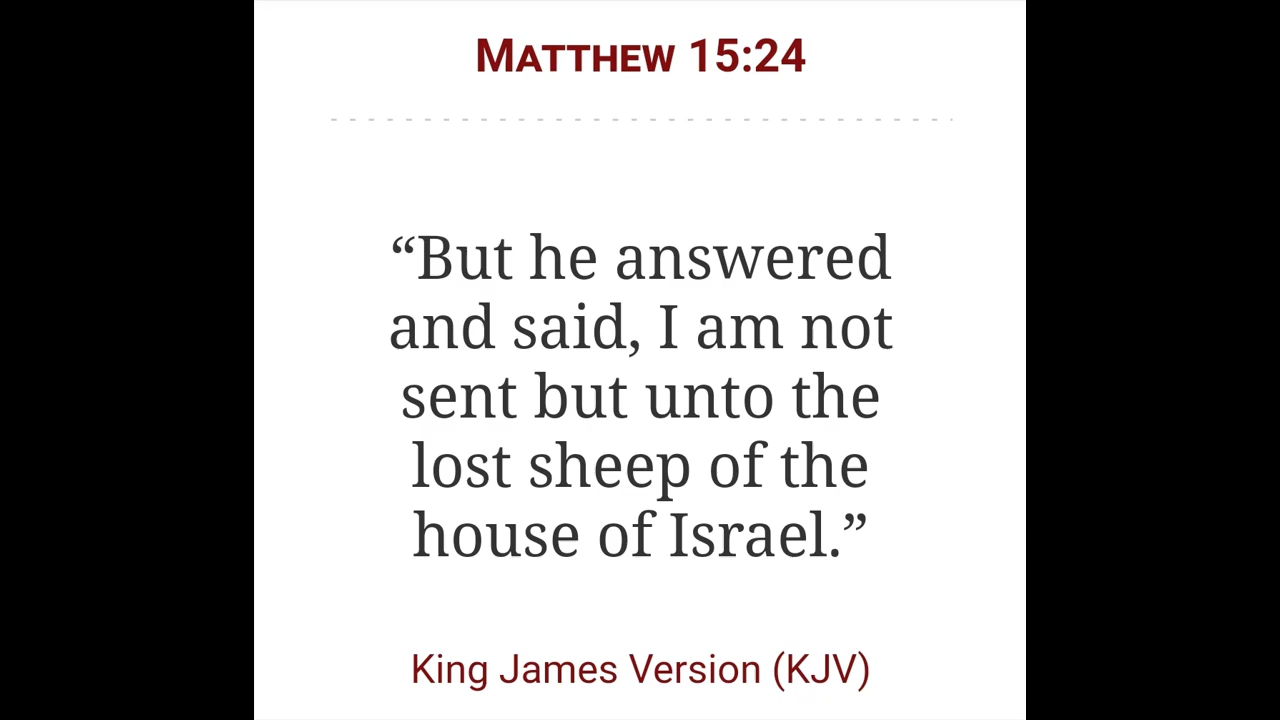 MATTHEW 15:24
“But he answered
and said, I am not
sent but unto the
lost sheep of the
house of Israel.”
King James Version (KJV)